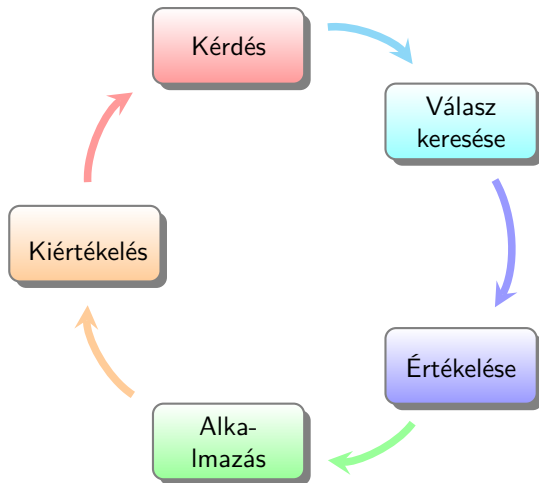 Kérdés
Válasz
keresése
Értékelése
Alka-
lmazás
Kiértékelés